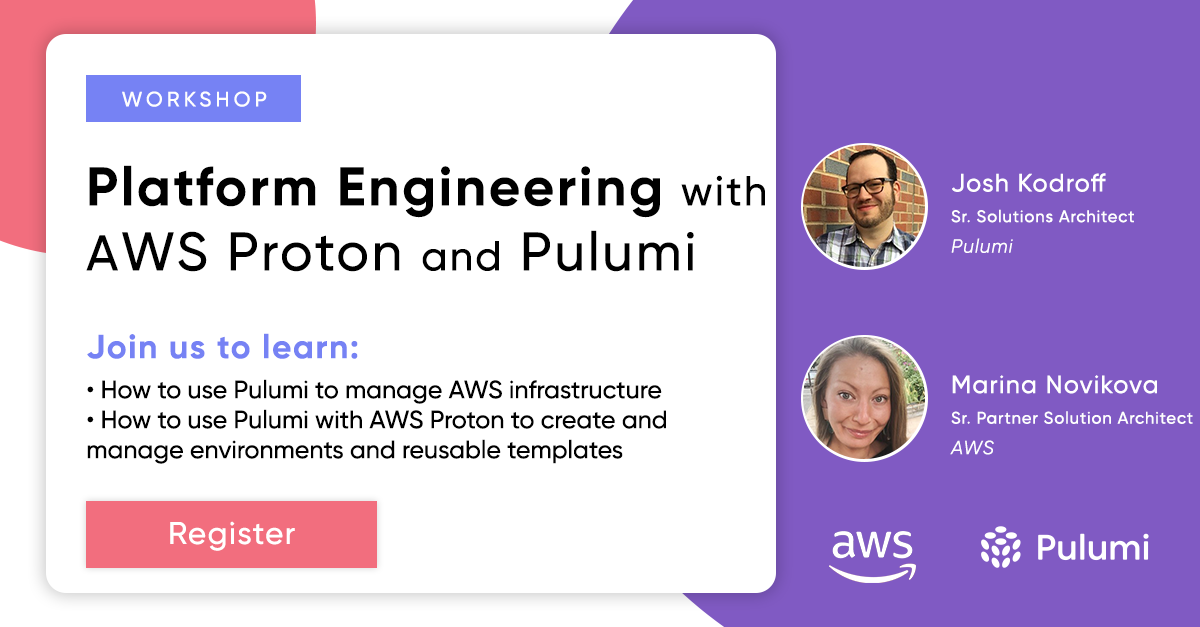 WORKSHOP
Platform Engineering with
AWS Proton and Pulumi
Join us to learn:
• How to use Pulumi to manage AWS infrastructure
• How to use Pulumi with AWS Proton to create and
manage environments and reusable templates
Register
Josh Kodroff
Sr. Solutions Architect
Pulumi
Marina Novikova
Sr. Partner Solution Architect
AWS
aws
Pulumi